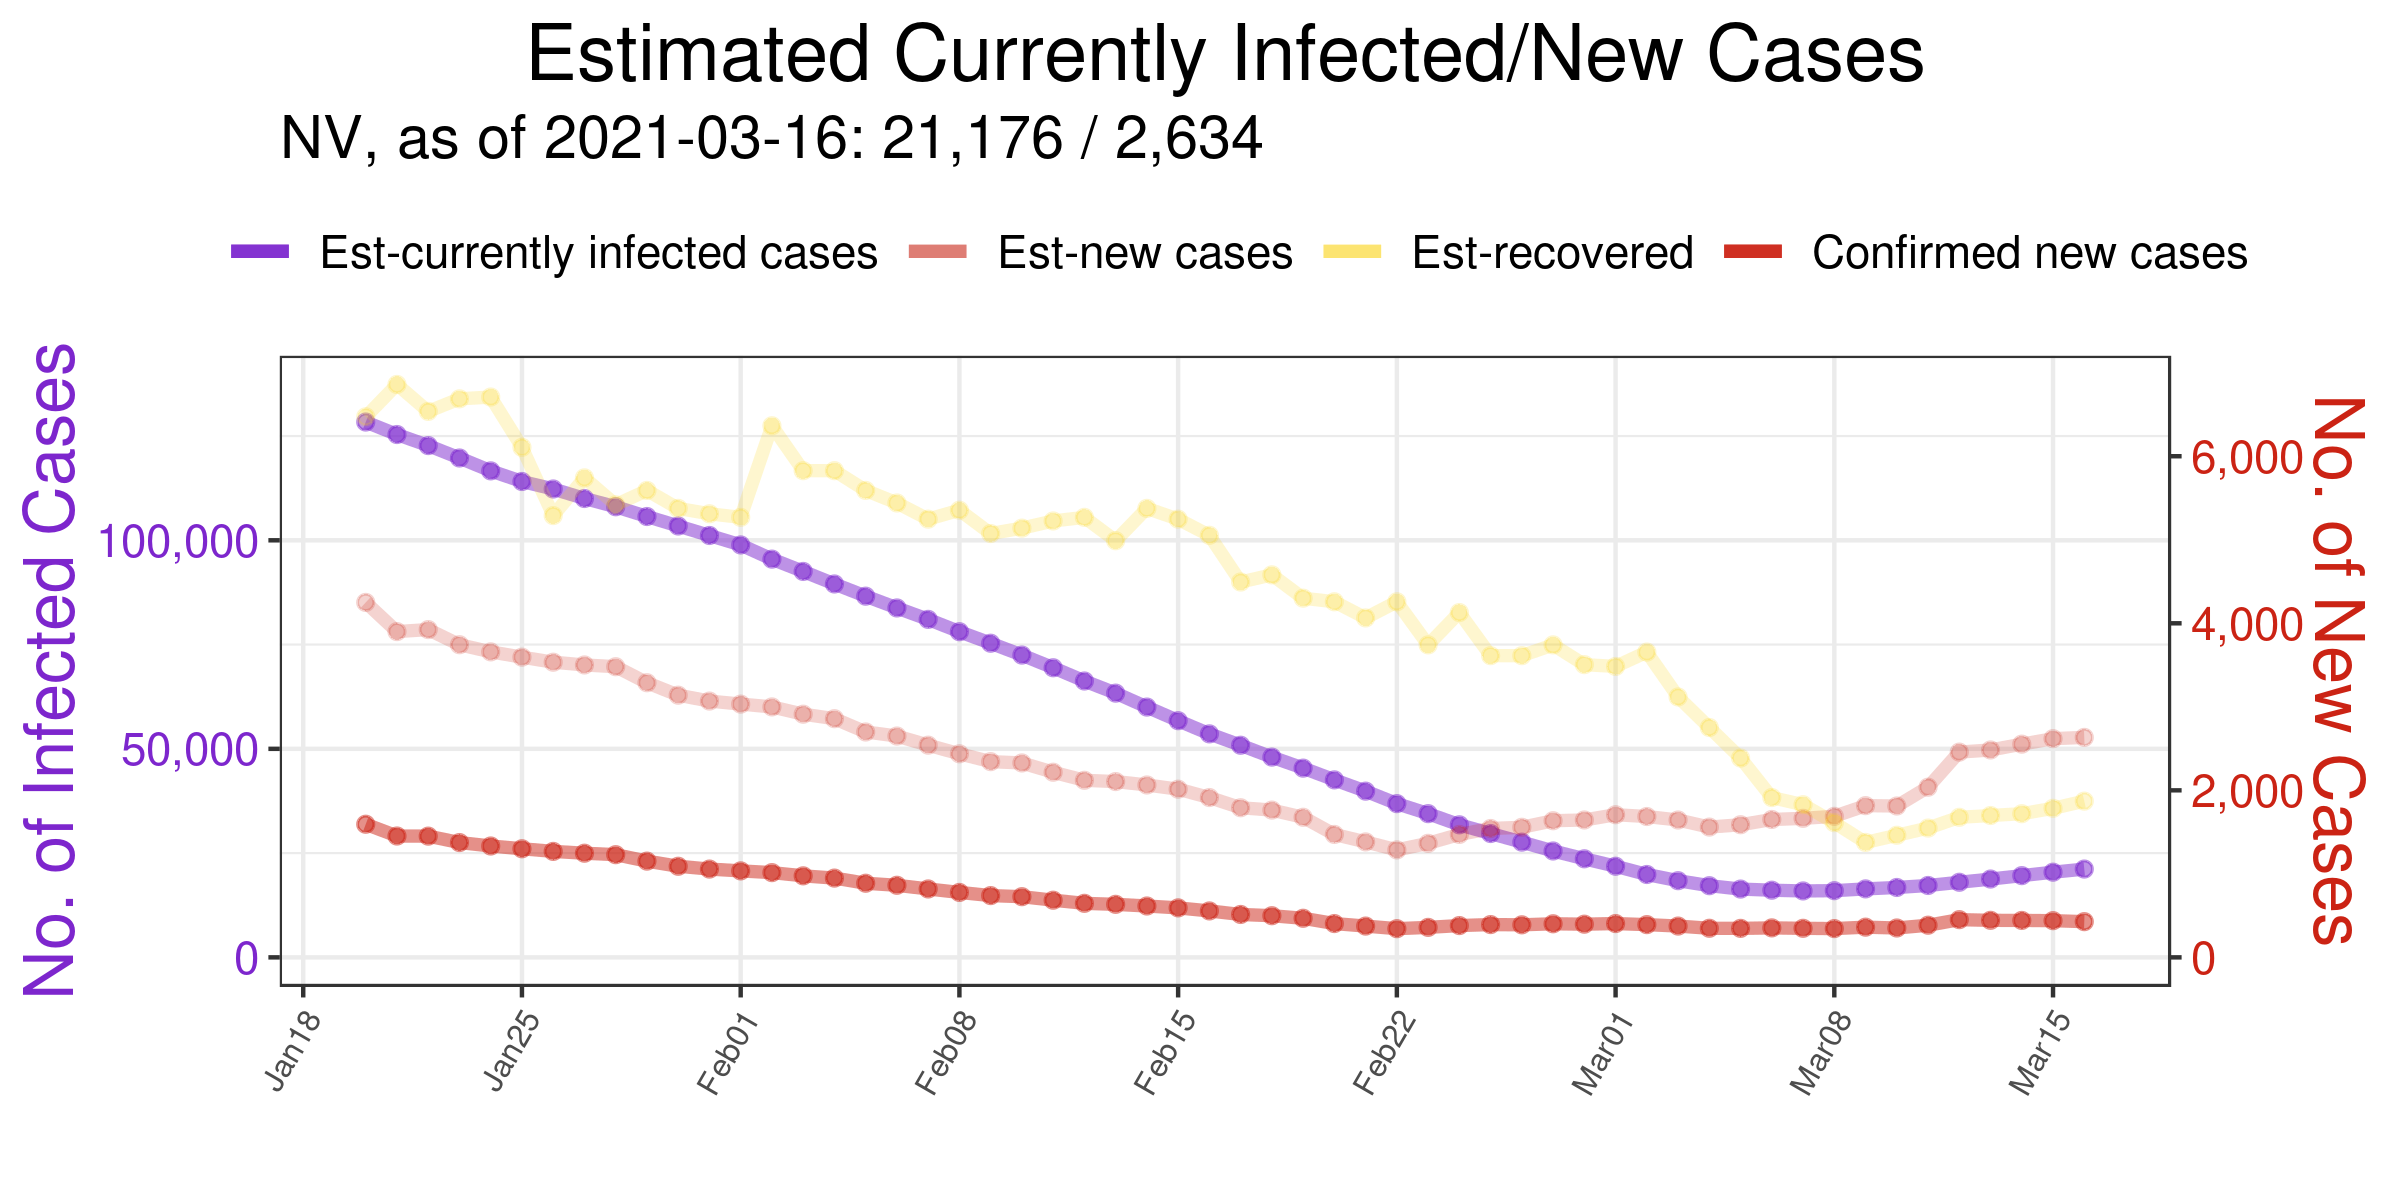 Estimated Currently Infected/New Cases
NV, as of 2021-03-16: 21,176 / 2,634
Est-currently infected cases Est-new cases Est-recovered Confirmed new cases
No. of Infected Cases
100,000
50,000
0
6,000
4,000
2,000
0
No. of New Cases
Jan18 Jan25 Feb01 Feb08 Feb15 Feb22 Mar01 Mar08 Mar15